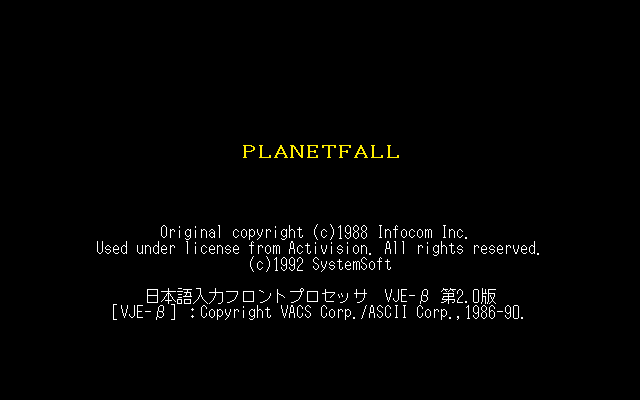 PLANETFALL
Original copyright (c)1988 Infocom Inc.
Used under license from Activision. All rights reserved.
(c)1992 SystemSoft
日本語入力フロントプロセッサ VJE-β 第2.0版
[VJE-β] :Copyright VACS Corp./ASCII Corp.,1986-90.